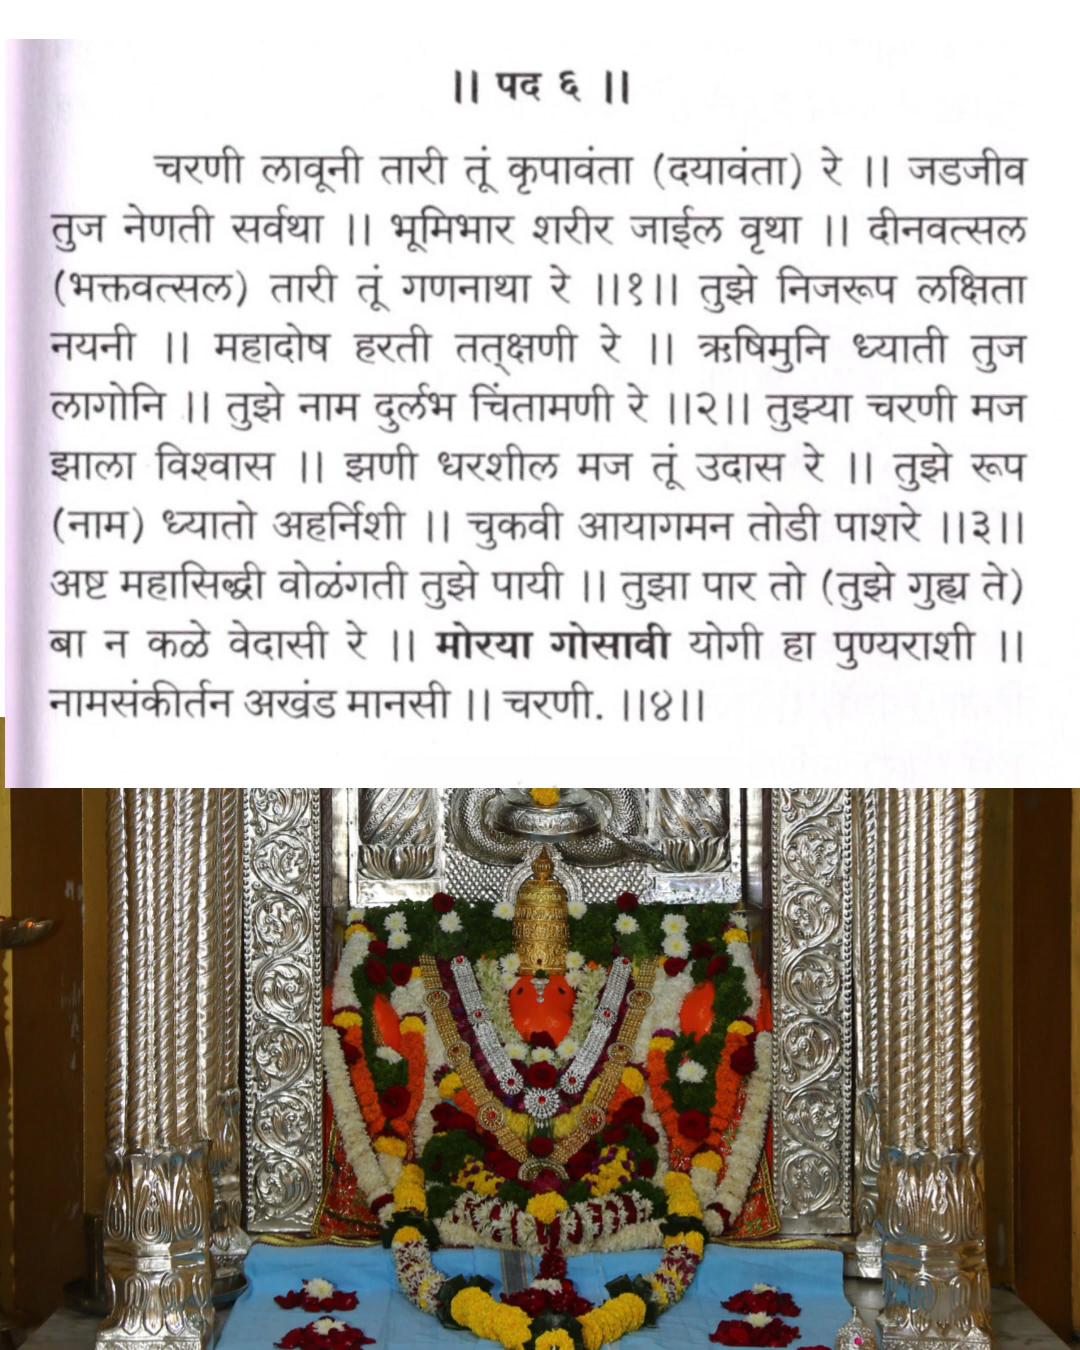 || पद ६ ||
चरणी लावूनी तारी तूं कृपावंता (दयावंता) रे || जडजीव
तुज नेणती सर्वथा || भूमिभार शरीर जाईल वृथा || दीनवत्सल
(भक्तवत्सल) तारी तूं गणनाथा रे ||१|| तुझे निजरूप लक्षिता
नयनी || महादोष हरती तत्क्षणी रे || ऋषिमुनि ध्याती तुज
लागोनि || तुझे नाम दुर्लभ चिंतामणी रे ||२|| तुझ्या चरणी मज
झाला विश्वास || झणी धरशील मज तूं उदास रे || तुझे रूप
(नाम) ध्यातो अहर्निशी || चुकवी आयागमन तोडी पाशरे ||३||
अष्ट महासिद्धी वोळंगती तुझे पायी || तुझा पार तो (तुझे गुह्य ते)
बा न कळे वेदासी रे || मोरया गोसावी योगी हा पुण्यराशी ||
नामसंकीर्तन अखंड मानसी || चरणी. ||४||